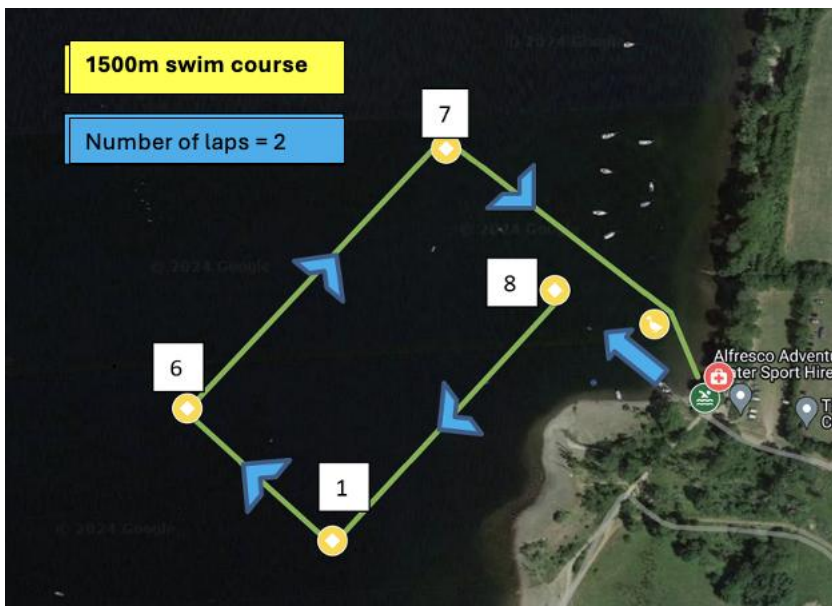 © 2024 Google
1500m swim course
7
Number of laps = 2
© 2024 Google
© 2024 Google
8
Alfresco Adventu
ater Sport Hire
6
T
C
1
© 2024 Google